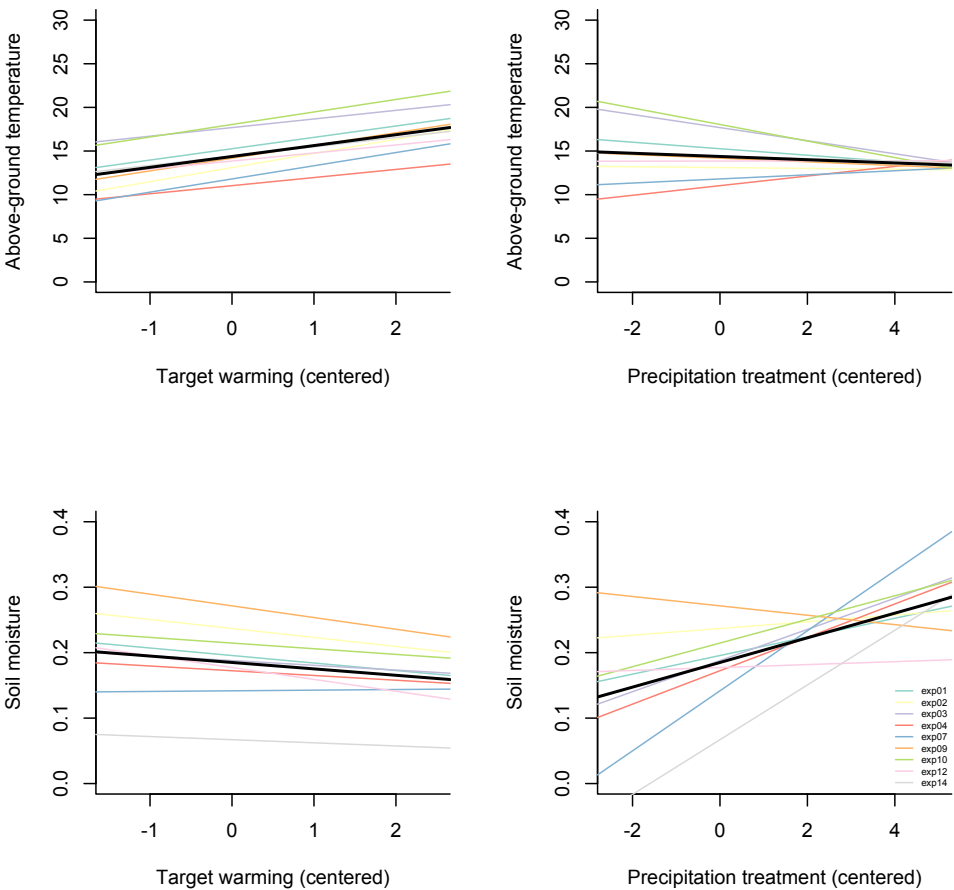 Above-ground temperature
30
25
20
15
10
5
0
-1 0 1 2
Target warming (centered)
Above-ground temperature
30
25
20
15
10
5
0
-2 0 2 4
Precipitation treatment (centered)
Soil moisture
0.4
0.3
0.2
0.1
0.0
-1 0 1 2
Target warming (centered)
Soil moisture
0.4
0.3
0.2
0.1
0.0
exp01
exp02
exp03
exp04
exp07
exp09
exp10
exp12
exp14
-2 0 2 4
Precipitation treatment (centered)